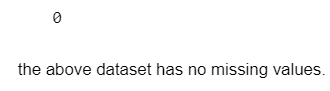 0
the above dataset has no missing values.